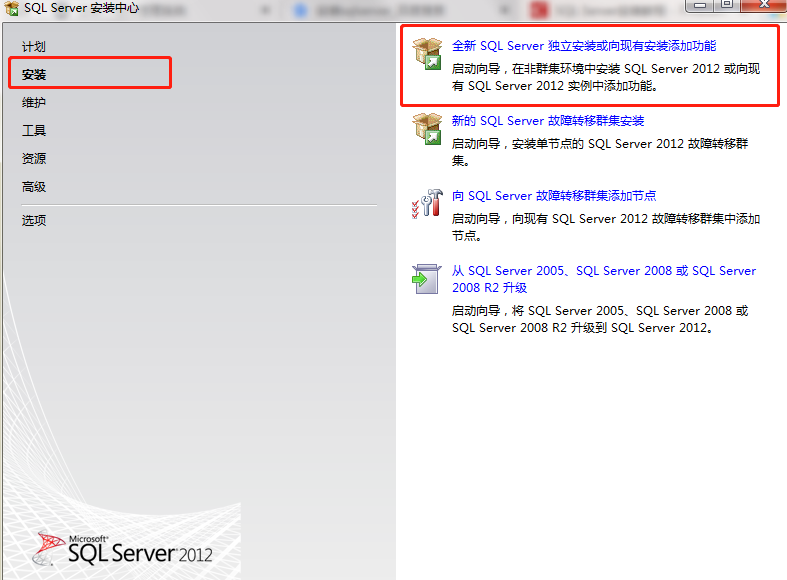 SQL Server 安装中心
计划
安装
维护
工具
资源
高级
选项
全新 SQL Server 独立安装或向现有安装添加功能
启动向导，在非群集环境中安装 SQL Server 2012 或向现
有 SQL Server 2012 实例中添加功能。
新的 SQL Server 故障转移群集安装
启动向导，安装单节点的 SQL Server 2012 故障转移群
集。
向 SQL Server 故障转移群集添加节点
启动向导，向现有 SQL Server 2012 故障转移群集中添加
节点。
从 SQL Server 2005、SQL Server 2008 或 SQL Server
2008 R2 升级
启动向导，将 SQL Server 2005、SQL Server 2008 或
SQL Server 2008 R2 升级到 SQL Server 2012。
Microsoft®
SQL Server® 2012